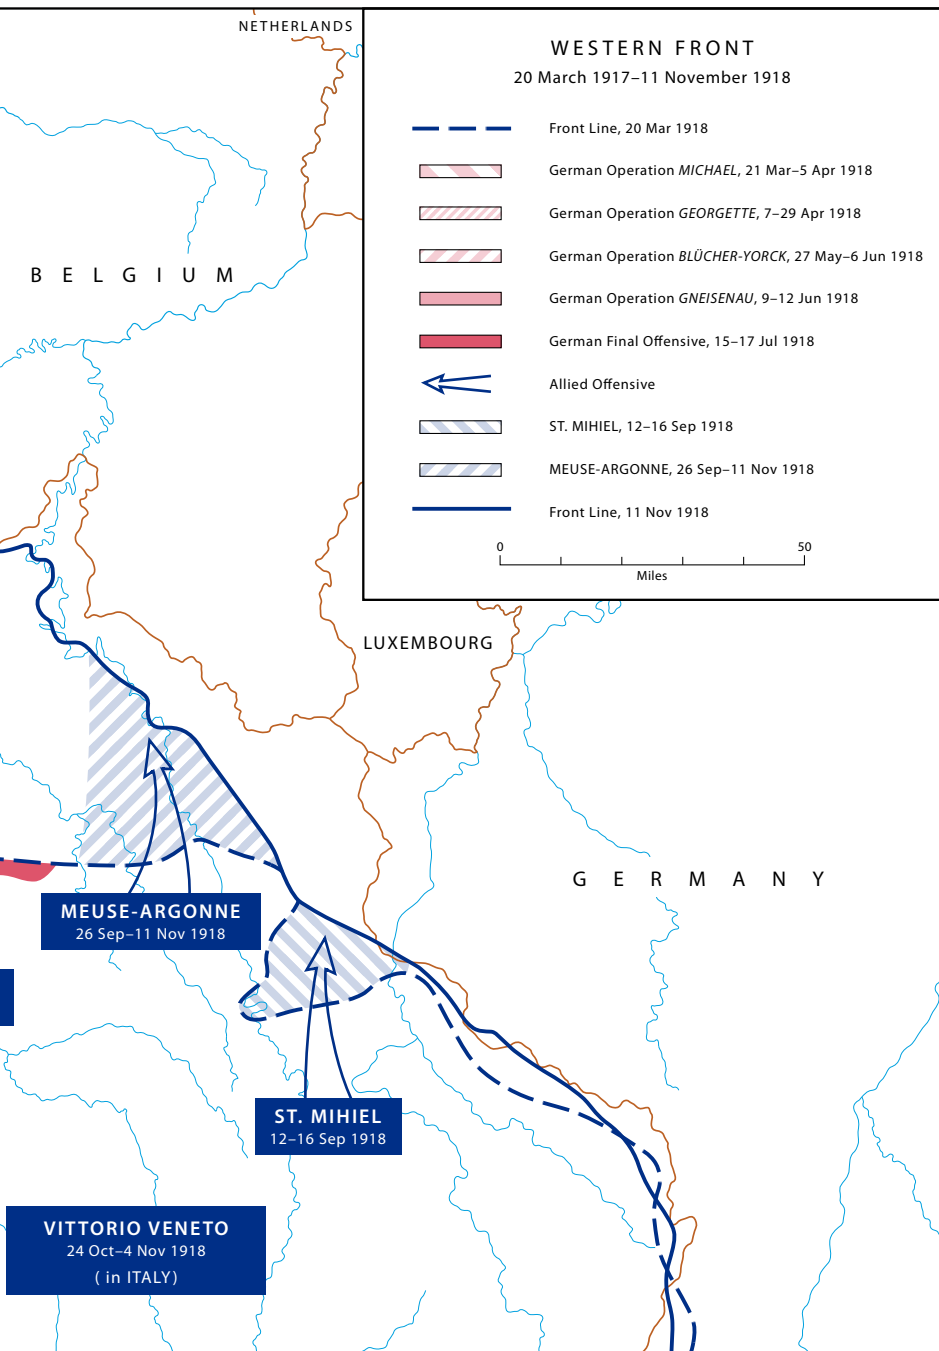 NETHERLANDS
WESTERN FRONT
20 March 1917–11 November 1918
Front Line, 20 Mar 1918
German Operation MICHAEL, 21 Mar–5 Apr 1918
German Operation GEORGETTE, 7–29 Apr 1918
German Operation BLÜCHER-YORCK, 27 May–6 Jun 1918
German Operation GNEISENAU, 9–12 Jun 1918
German Final Offensive, 15–17 Jul 1918
Allied Offensive
ST. MIHIEL, 12–16 Sep 1918
MEUSE-ARGONNE, 26 Sep–11 Nov 1918
Front Line, 11 Nov 1918
0 50
Miles
BELGIUM
LUXEMBOURG
GERMANY
MEUSE-ARGONNE
26 Sep–11 Nov 1918
ST. MIHIEL
12–16 Sep 1918
VITTORIO VENETO
24 Oct–4 Nov 1918
( in ITALY)